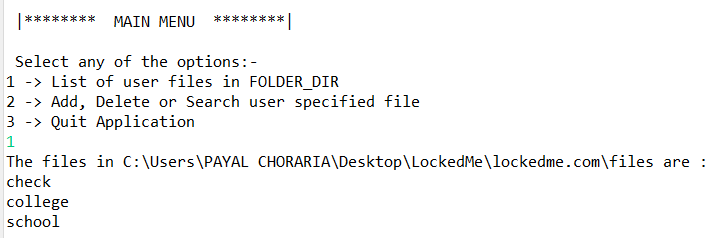 |******** MAIN MENU ********|
Select any of the options:-
1 -> List of user files in FOLDER_DIR
2 -> Add, Delete or Search user specified file
3 -> Quit Application
1
The files in C:\Users\PAYAL CHORARIA\Desktop\LockedMe\lockedme.com\files are :
check
college
school